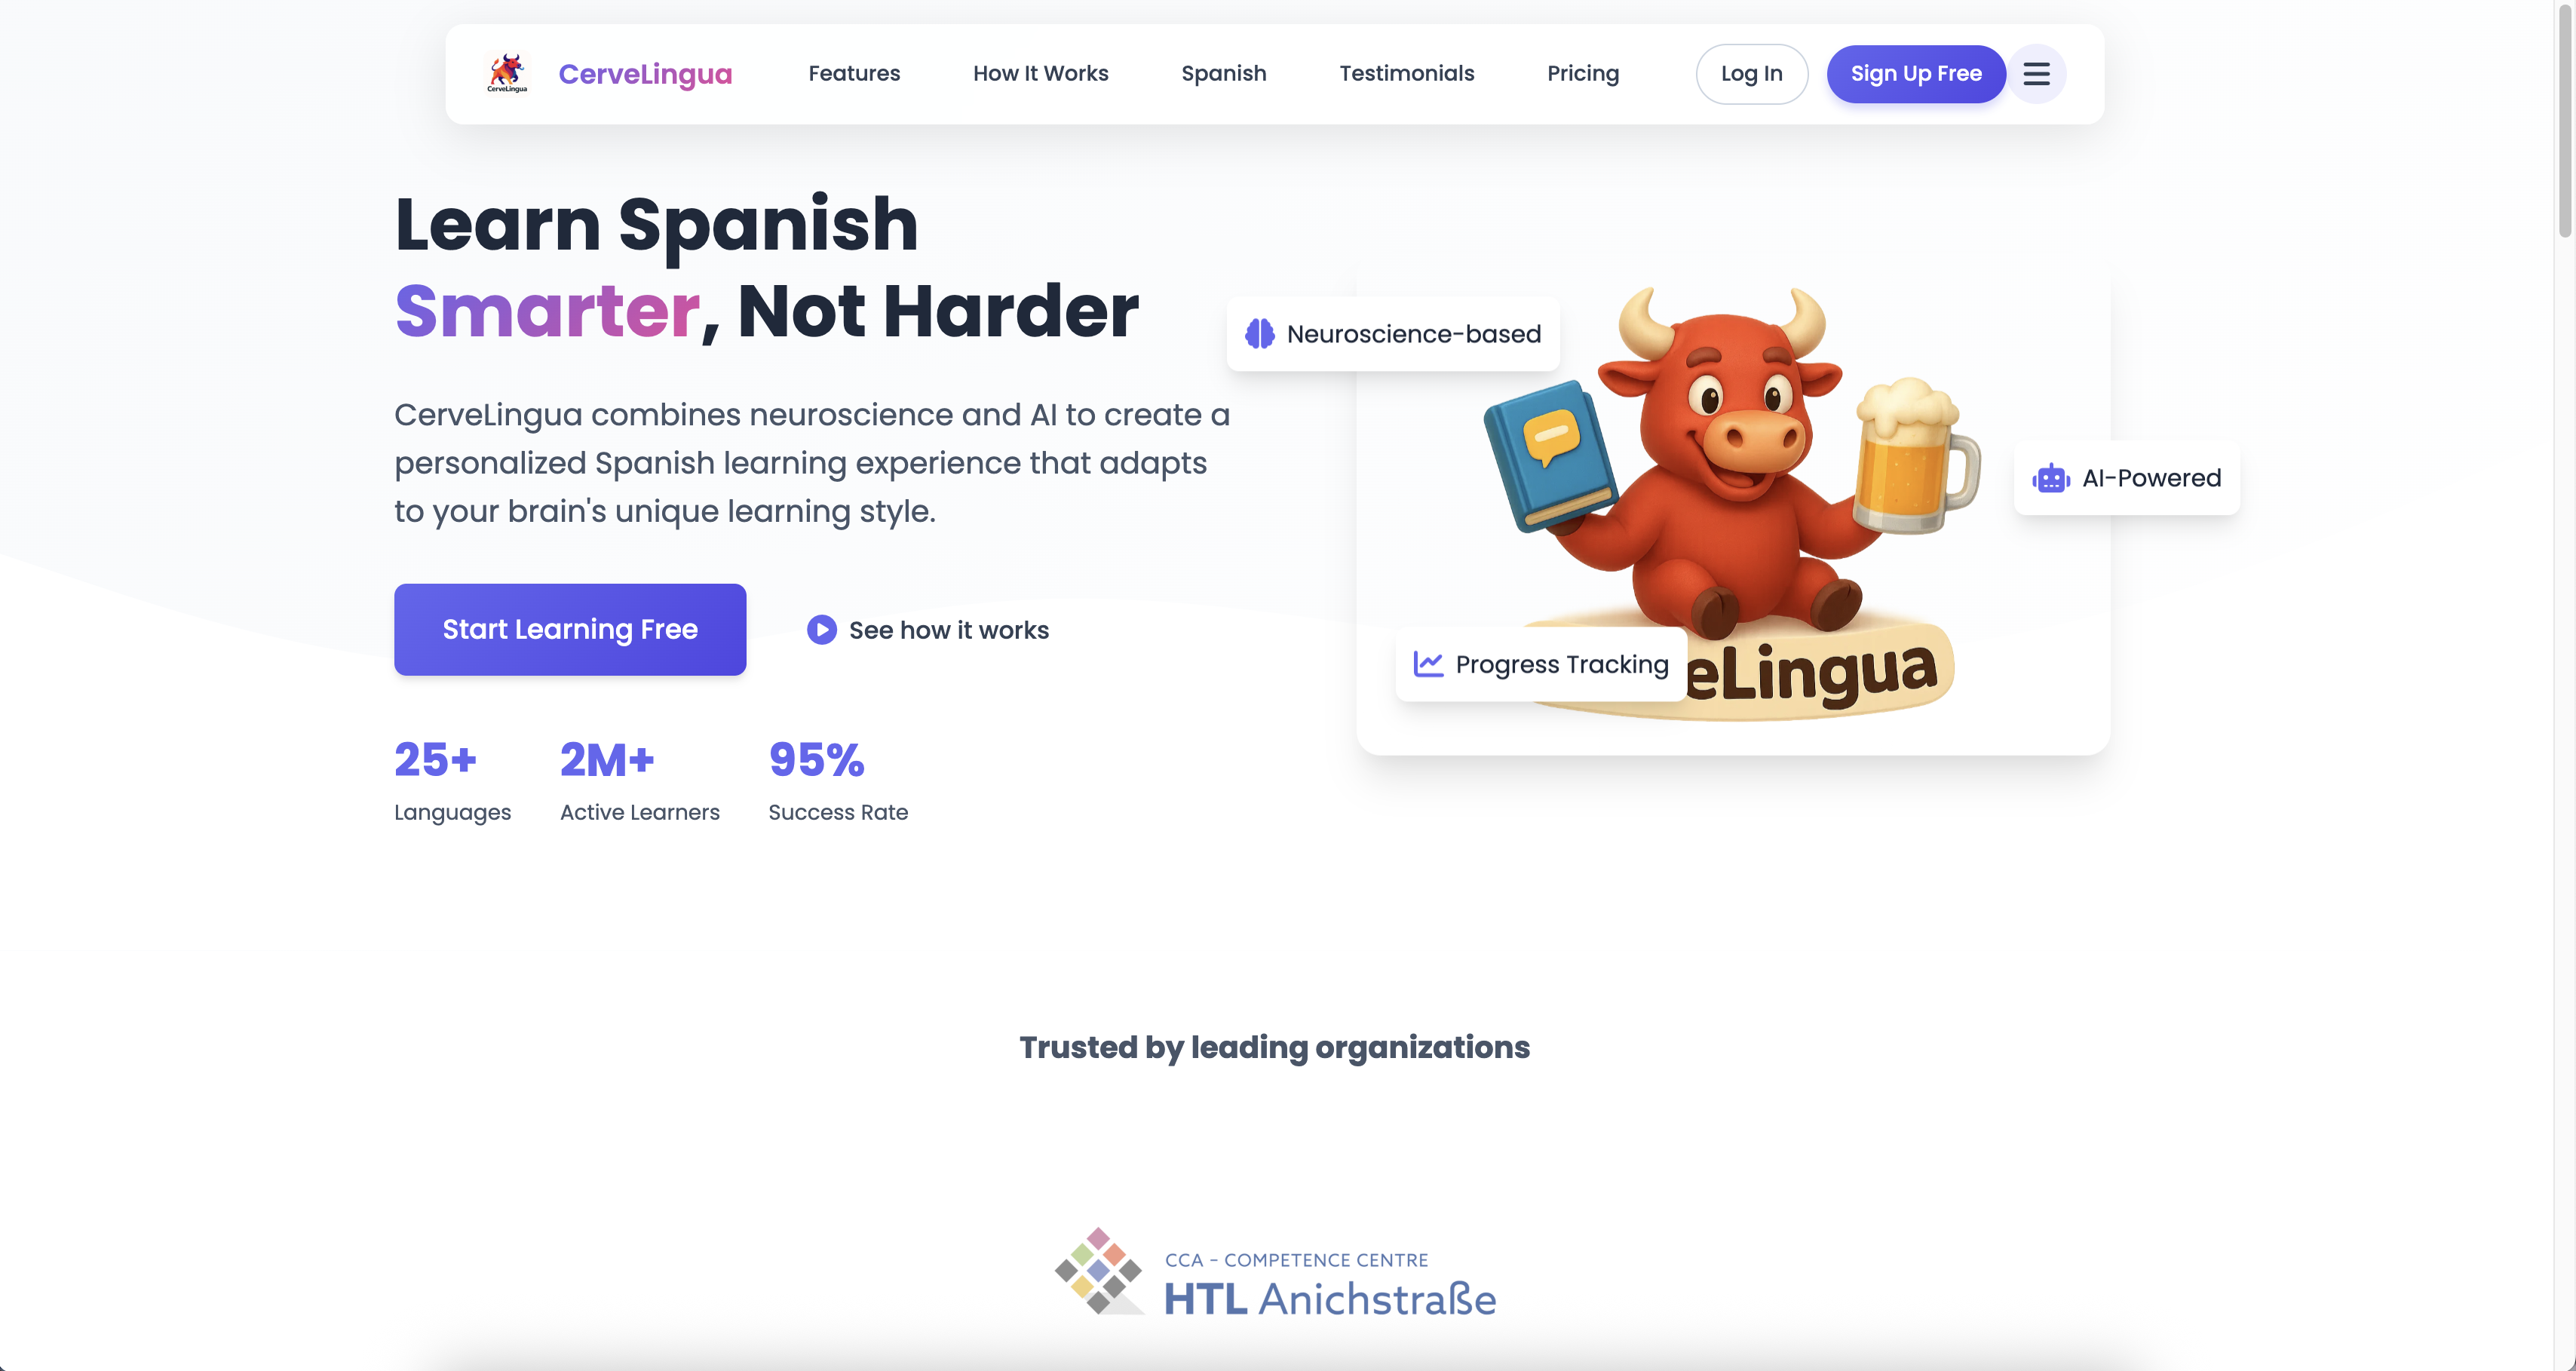 CerveLingua
CerveLingua
Features
How It Works
Spanish
Testimonials
Pricing
Log In
Sign Up Free
Learn Spanish
Smarter, Not Harder
CerveLingua combines neuroscience and AI to create a
personalized Spanish learning experience that adapts
to your brain's unique learning style.
Start Learning Free
See how it works
25+
Languages
2M+
Active Learners
95%
Success Rate
Neuroscience-based
AI-Powered
Progress Tracking
eLingua
Trusted by leading organizations
CCA - COMPETENCE CENTRE
HTL Anichstraße